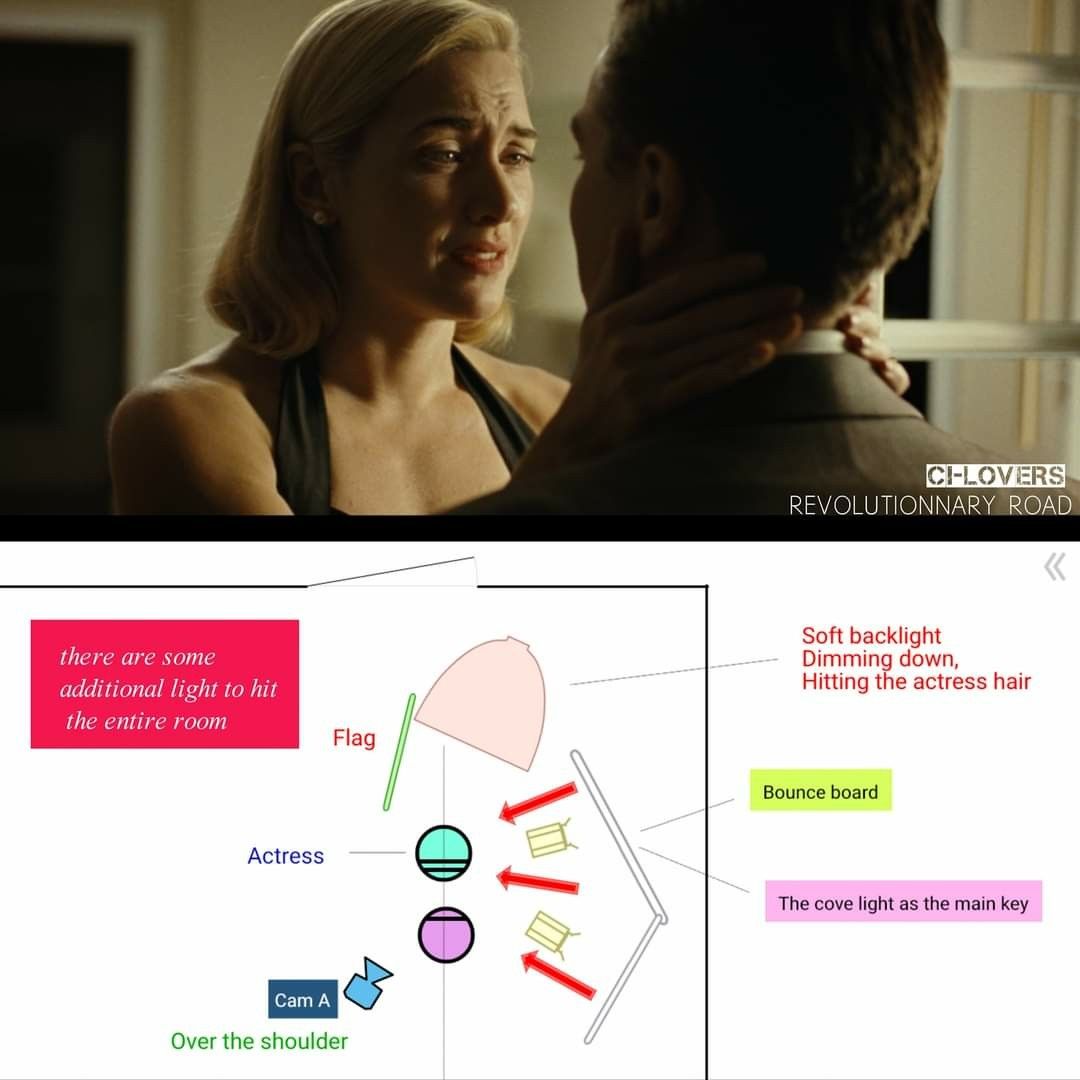 CI-LOVERS
REVOLUTIONNARY ROAD
there are some
additional light to hit
the entire room
Flag
Soft backlight
Dimming down,
Hitting the actress hair
Bounce board
Actress
The cove light as the main key
Cam A
Over the shoulder